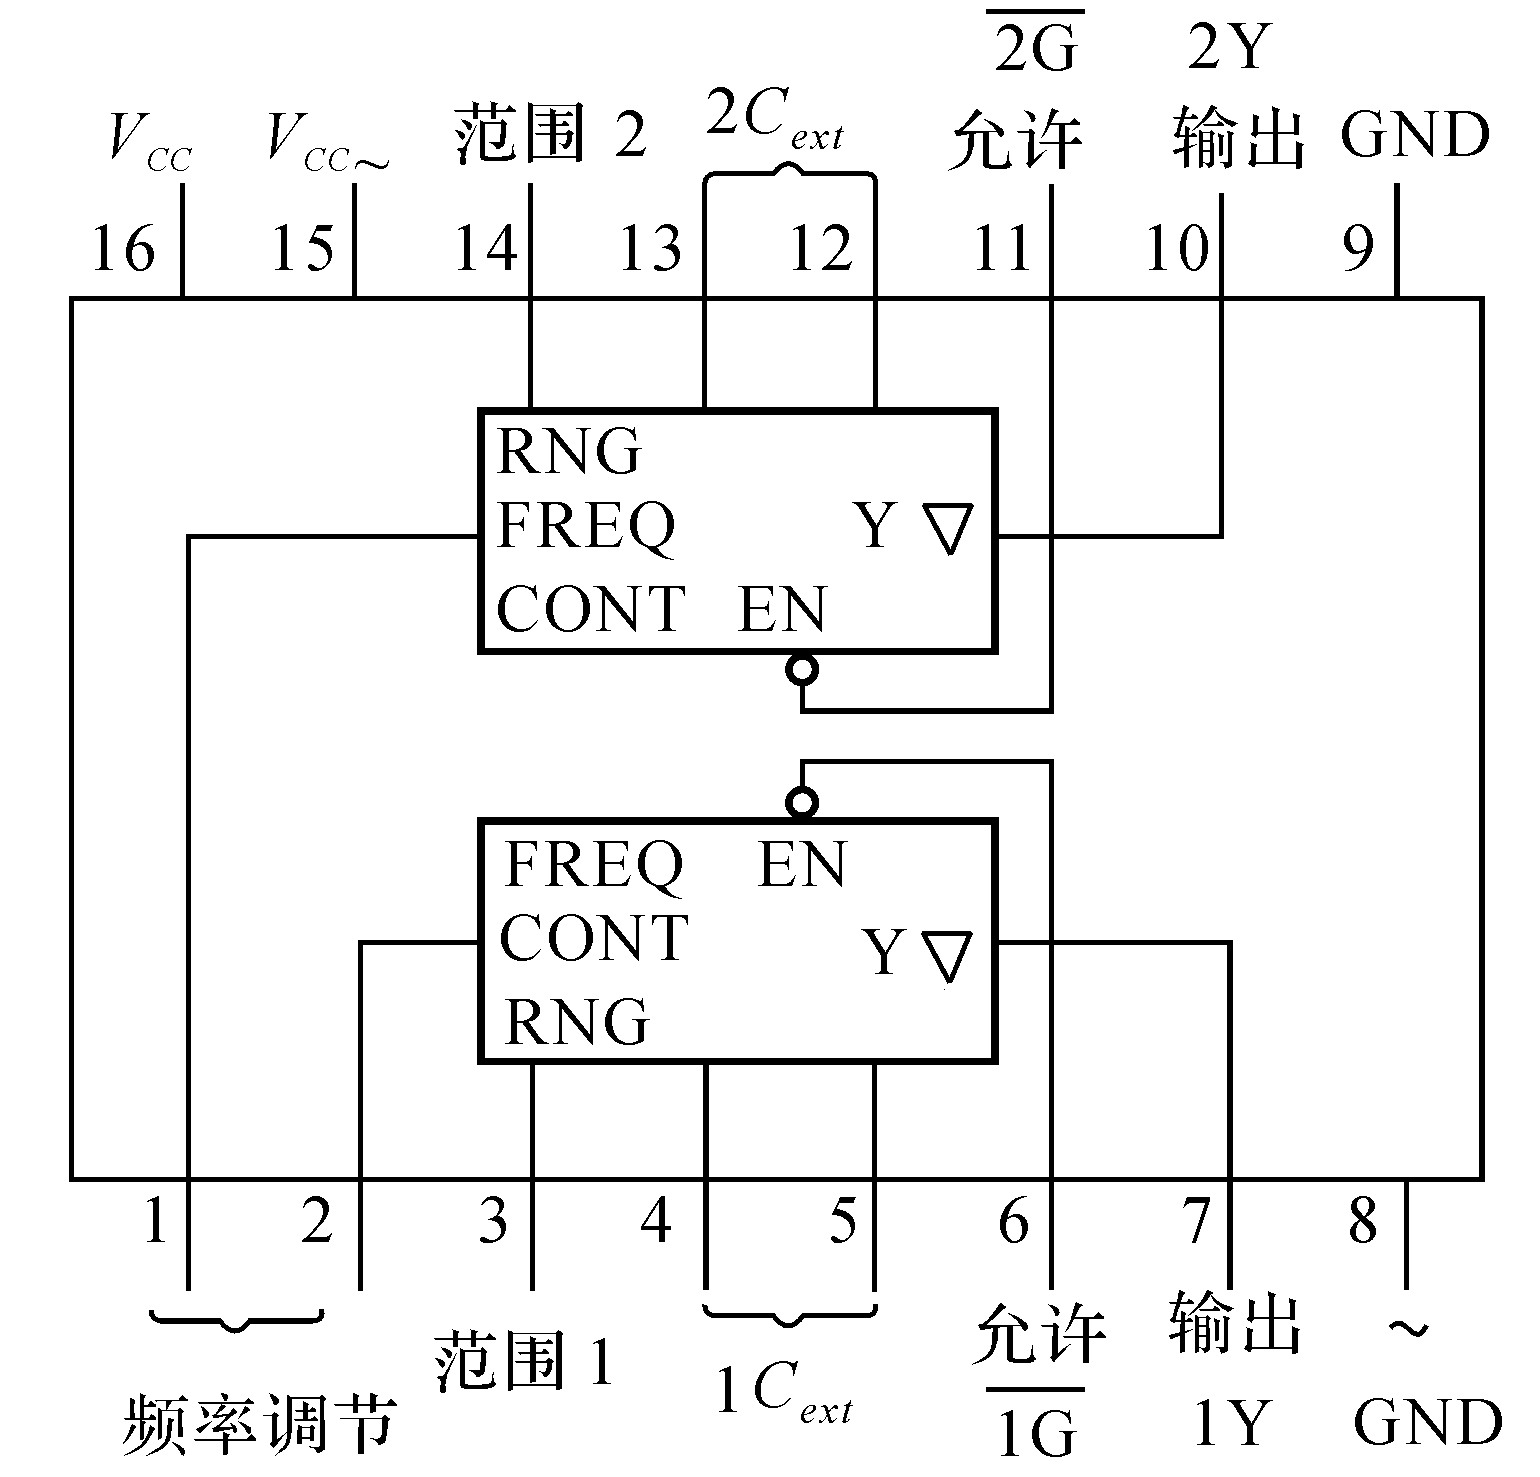 2G 2Y
V_CC V_CC~ 范围 2 2C_ext 允许 输出 GND
16 15 14 13 12 11 10 9
RNG
FREQ Y ▽
CONT EN
FREQ EN
CONT Y ▽
RNG
1 2 3 4 5 6 7 8
范围 1 允许 输出 ~
频率调节 1C_ext 1G 1Y GND